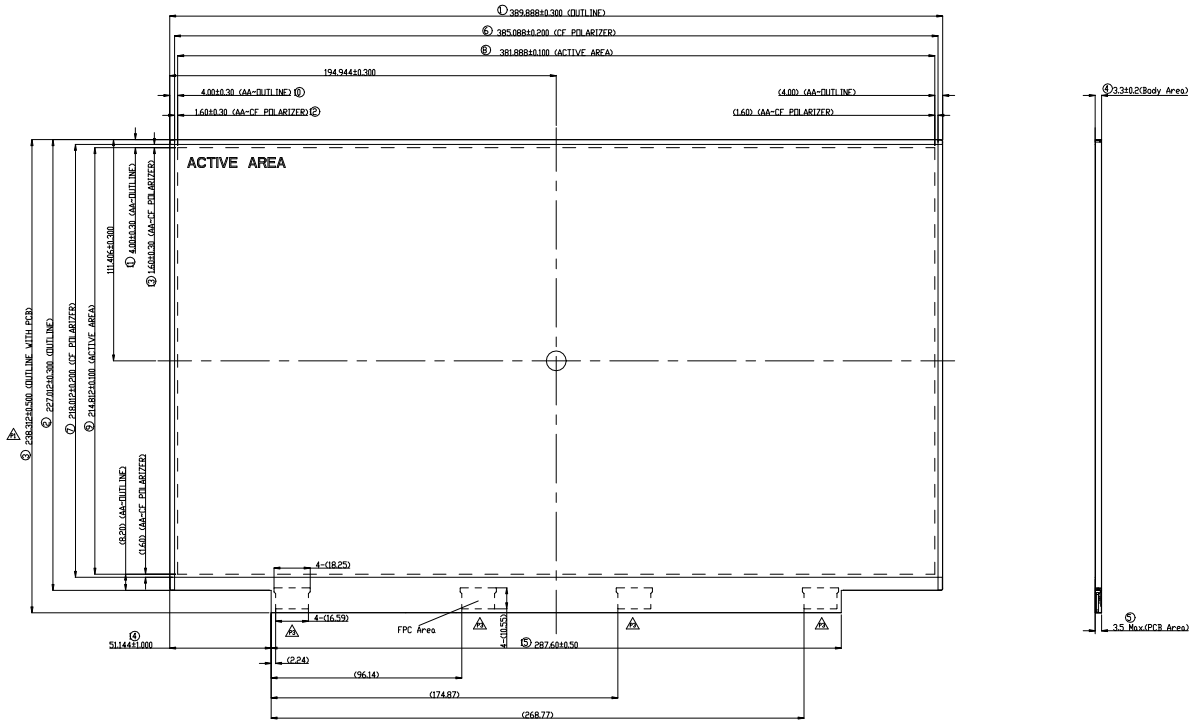 ① 389.888±0.300 (OUTLINE)
⑥ 385.088±0.200 (CF POLARIZER)
⑧ 381.888±0.100 (ACTIVE AREA)
194.944±0.300
4.00±0.30 (AA-OUTLINE) ⑩
(4.00) (AA-OUTLINE)
④ 3.3±0.2(Body Area)
1.60±0.30 (AA-CF POLARIZER) ⑫
(1.60) (AA-CF POLARIZER)
ACTIVE AREA
111.406±0.300
⑪ 4.00±0.30 (AA-OUTLINE)
⑬ 1.60±0.30 (AA-CF POLARIZER)
③ 238.312±0.500 (OUTLINE WITH PCB)
② 227.012±0.300 (OUTLINE)
⑦ 218.012±0.200 (CF POLARIZER)
⑨ 214.812±0.100 (ACTIVE AREA)
(8.20) (AA-OUTLINE)
(1.60) (AA-CF POLARIZER)
4-(18.25)
4-(16.59)
FPC Area
4-(10.55)
⑭
51.144±1.000
⑮ 287.60±0.50
⑤
3.5 Max.(PCB Area)
(2.24)
(96.14)
(174.87)
(268.77)